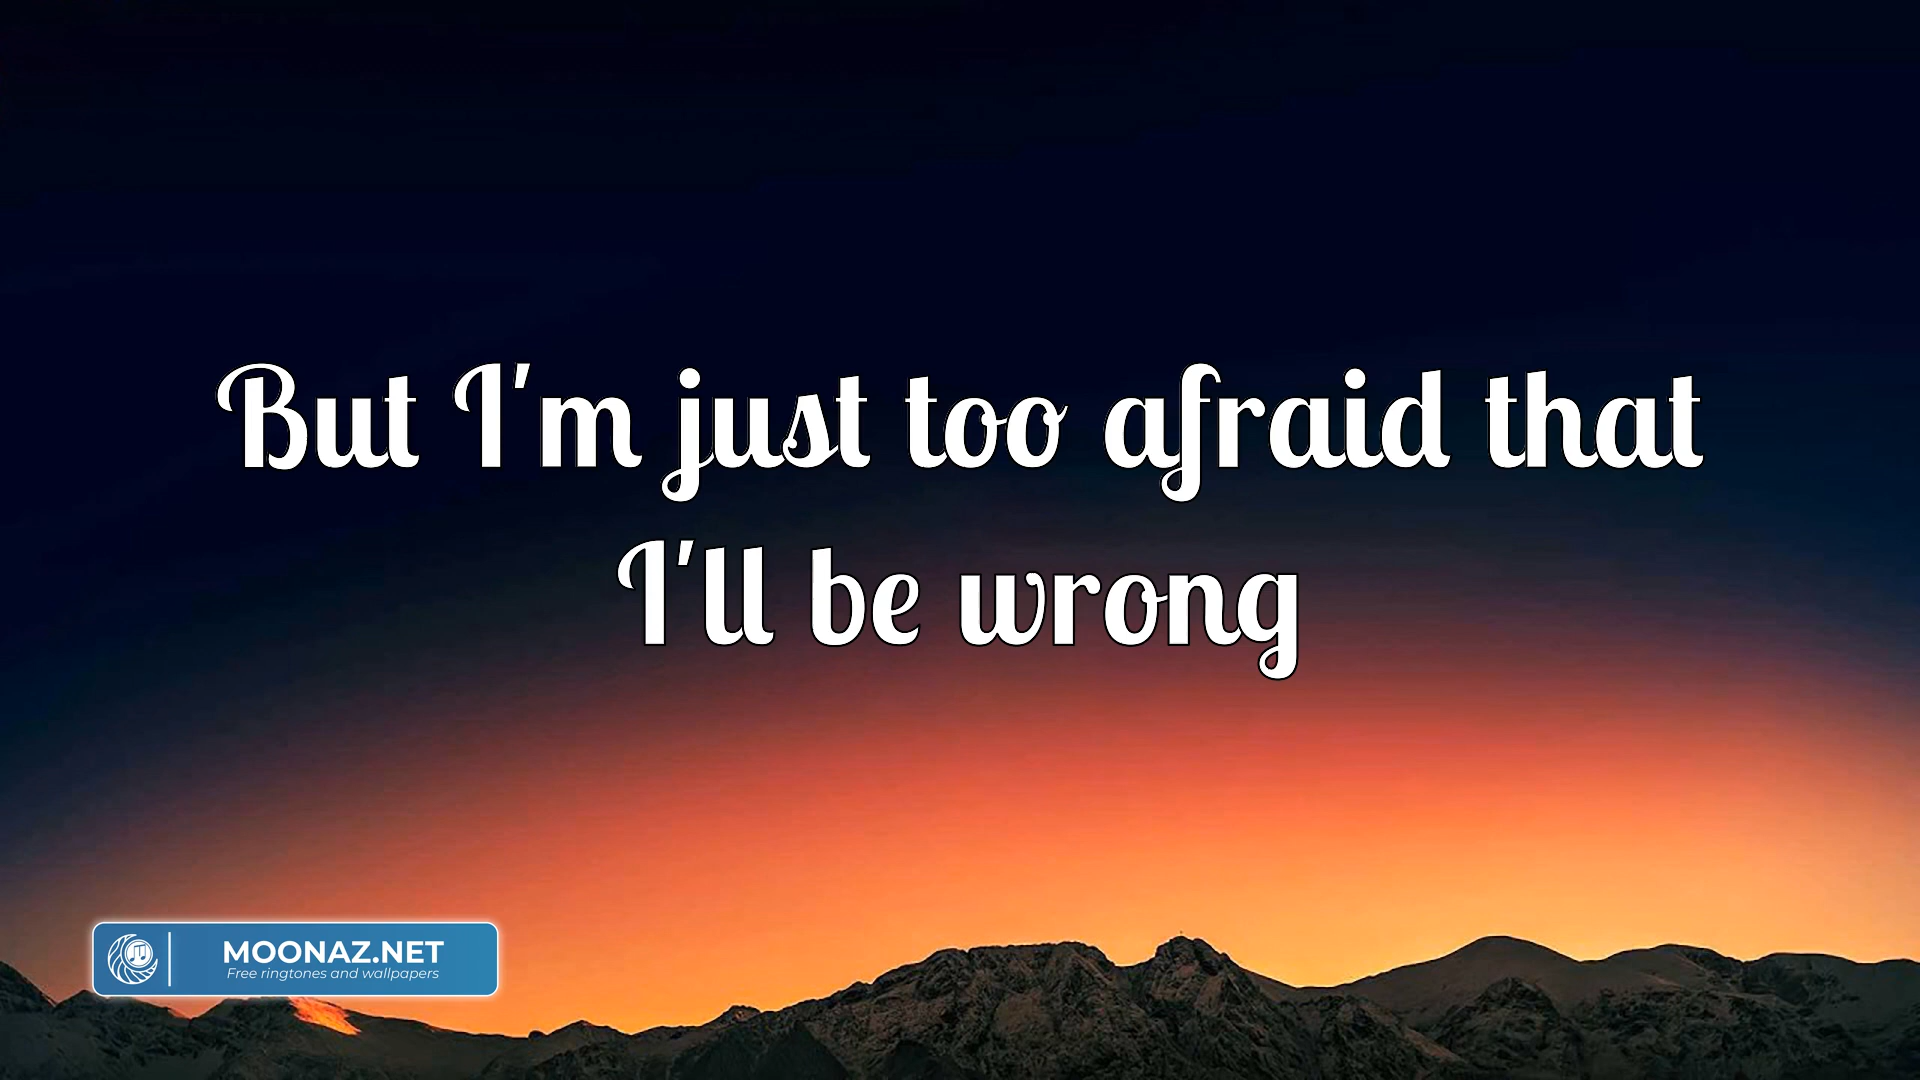 But I'm just too afraid that
I'll be wrong
MOONAZ.NET
Free ringtones and wallpapers